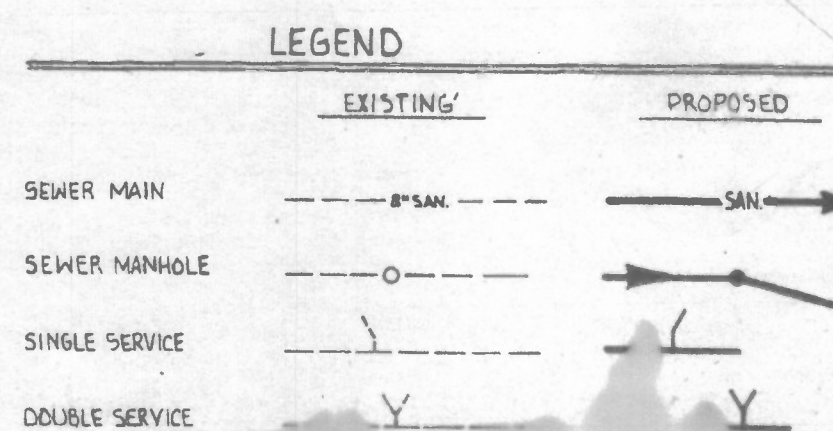 LEGEND
EXISTING' PROPOSED
SEWER MAIN 8" SAN. SAN.
SEWER MANHOLE
SINGLE SERVICE
DOUBLE SERVICE